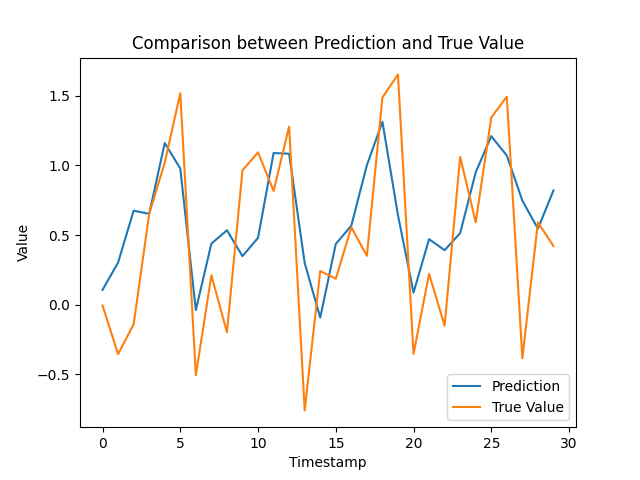 Comparison between Prediction and True Value
Value
1.5
1.0
0.5
0.0
−0.5
0 5 10 15 20 25 30
Timestamp
Prediction
True Value